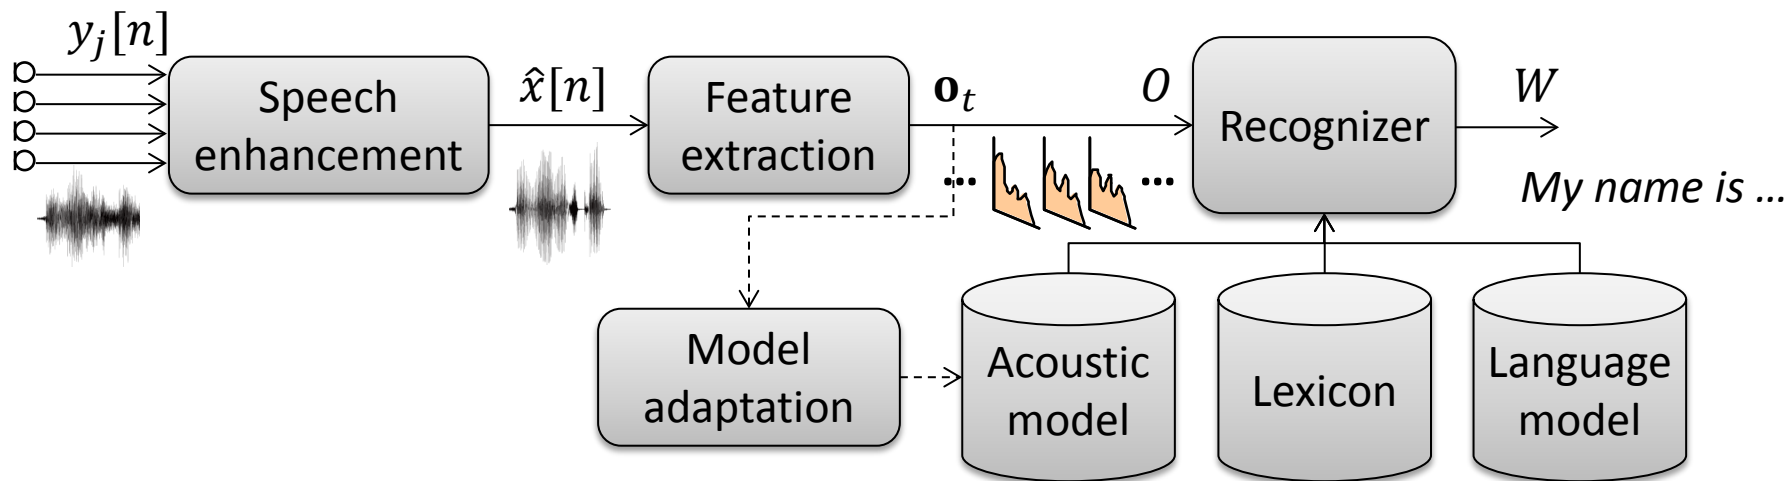 y_j[n]
Speech
enhancement
x̂[n]
Feature
extraction
𝐨_t
O
Recognizer
W
...
...
My name is ...
Model
adaptation
Acoustic
model
Lexicon
Language
model